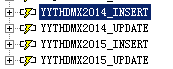 YYTHDMX2014_INSERT
YYTHDMX2014_UPDATE
YYTHDMX2015_INSERT
YYTHDMX2015_UPDATE